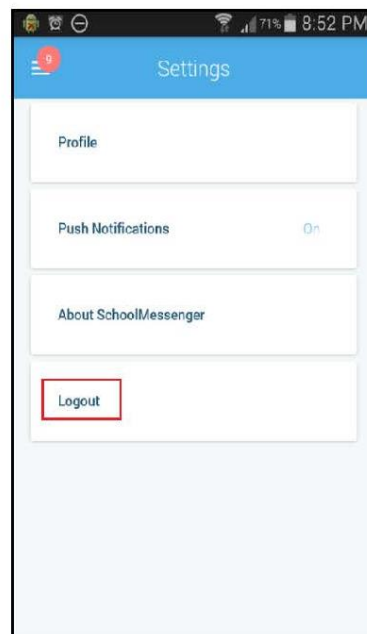 71% 8:52 PM
9
Settings
Profile
Push Notifications On
About SchoolMessenger
Logout